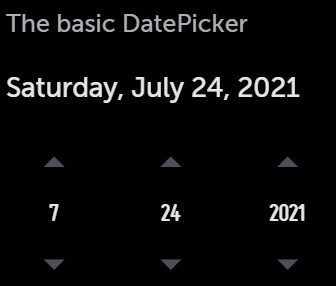 The basic DatePicker
Saturday, July 24, 2021
7 24 2021